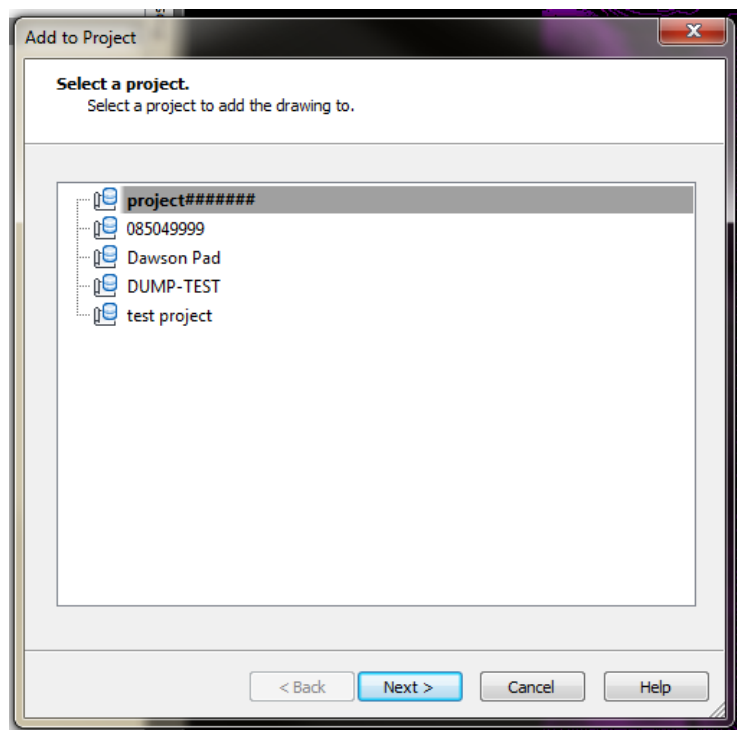 Add to Project
Select a project.
Select a project to add the drawing to.
project#######
085049999
Dawson Pad
DUMP-TEST
test project
< Back Next > Cancel Help